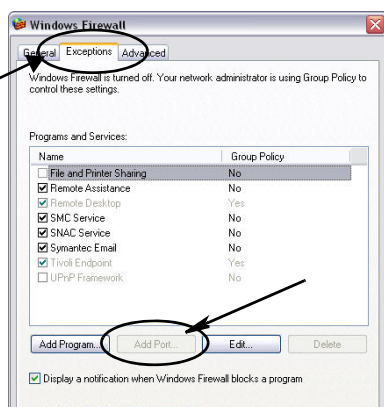 Windows Firewall
General Exceptions Advanced
Windows Firewall is turned off. Your network administrator is using Group Policy to
control these settings.
Programs and Services:
Name Group Policy
File and Printer Sharing No
Remote Assistance No
Remote Desktop Yes
SMC Service No
SNAC Service No
Symantec Email No
Tivoli Endpoint Yes
UPnP Framework No
Add Program... Add Port... Edit... Delete
Display a notification when Windows Firewall blocks a program